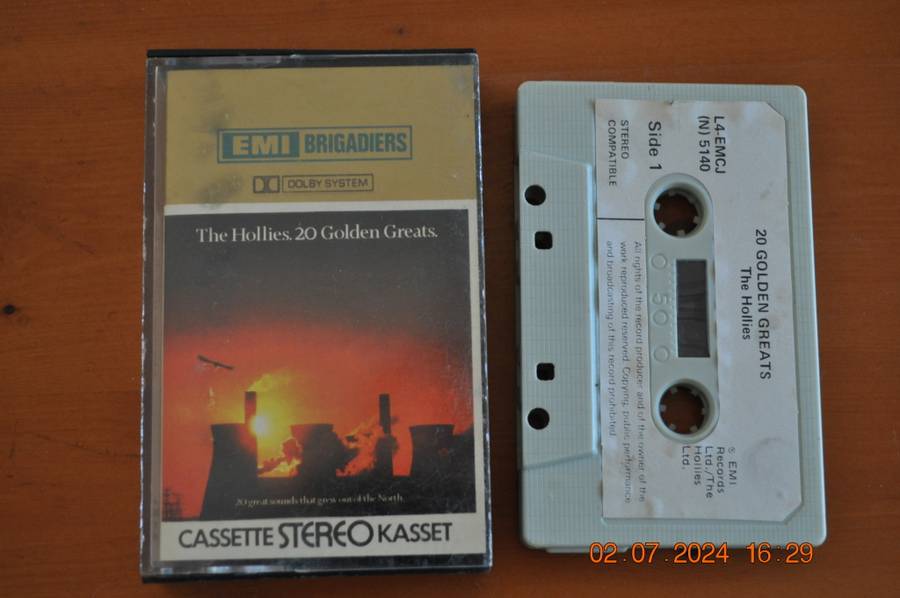 EMI BRIGADIERS
DOLBY SYSTEM
The Hollies. 20 Golden Greats.
20 great sounds that grew out of the North.
CASSETTE STEREO KASSET
20 GOLDEN GREATS
The Hollies
L4-EMCJ
(N) 5140
Side 1
STEREO
COMPATIBLE
℗ EMI
Records
Ltd./The
Hollies
Ltd.
0 50 0
All rights of the record producer and of the owner of the
work reproduced reserved. Copying, public performance
and broadcasting of this record prohibited
02.07.2024 16:29